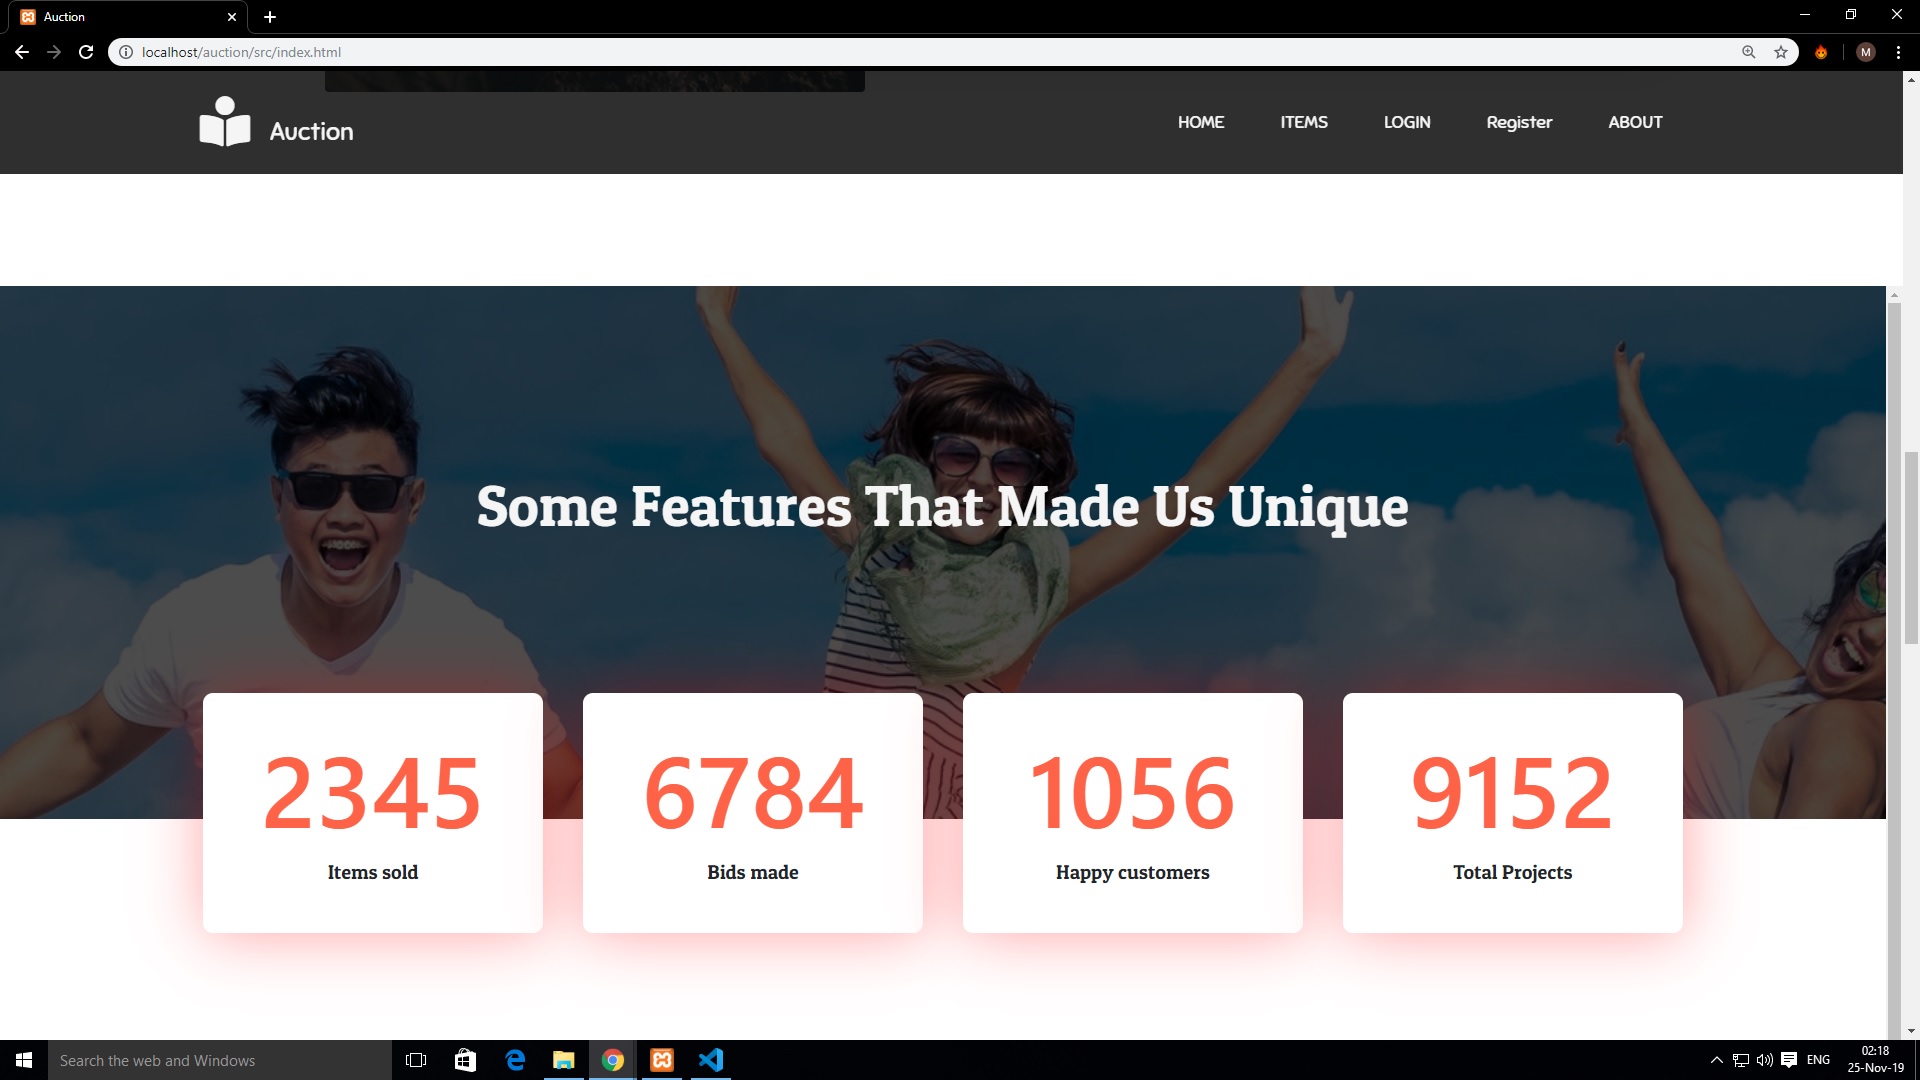 Auction
localhost/auction/src/index.html
M
Auction
HOME ITEMS LOGIN Register ABOUT
Some Features That Made Us Unique
2345 6784 1056 9152
Items sold Bids made Happy customers Total Projects
Search the web and Windows
ENG
02:18
25-Nov-19